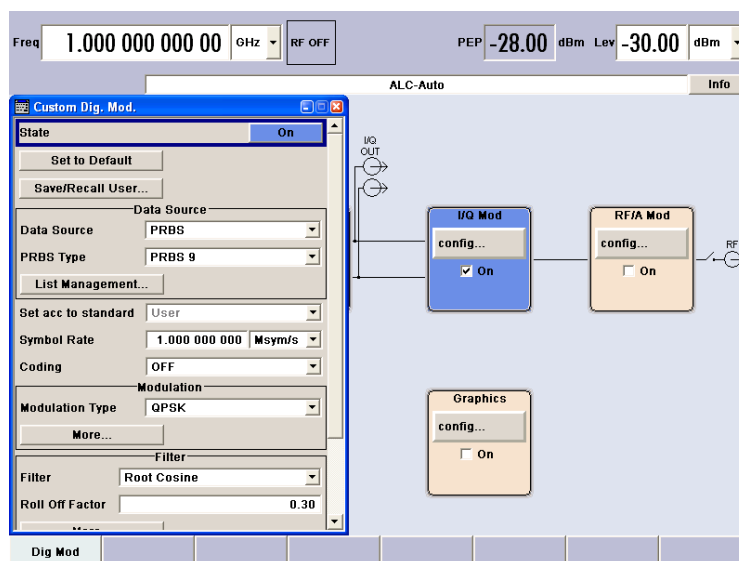 Freq 1.000 000 000 00 GHz RF OFF PEP -28.00 dBm Lev -30.00 dBm
ALC-Auto Info
Custom Dig. Mod.
State On
Set to Default
Save/Recall User...
Data Source
Data Source PRBS
PRBS Type PRBS 9
List Management...
Set acc to standard User
Symbol Rate 1.000 000 000 Msym/s
Coding OFF
Modulation
Modulation Type QPSK
More...
Filter
Filter Root Cosine
Roll Off Factor 0.30
I/Q
OUT
I/Q Mod
config...
On
RF/A Mod
config...
On
RF
Graphics
config...
On
Dig Mod